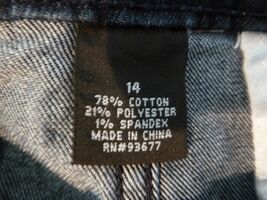 14
78% COTTON
21% POLYESTER
1% SPANDEX
MADE IN CHINA
RN#93677